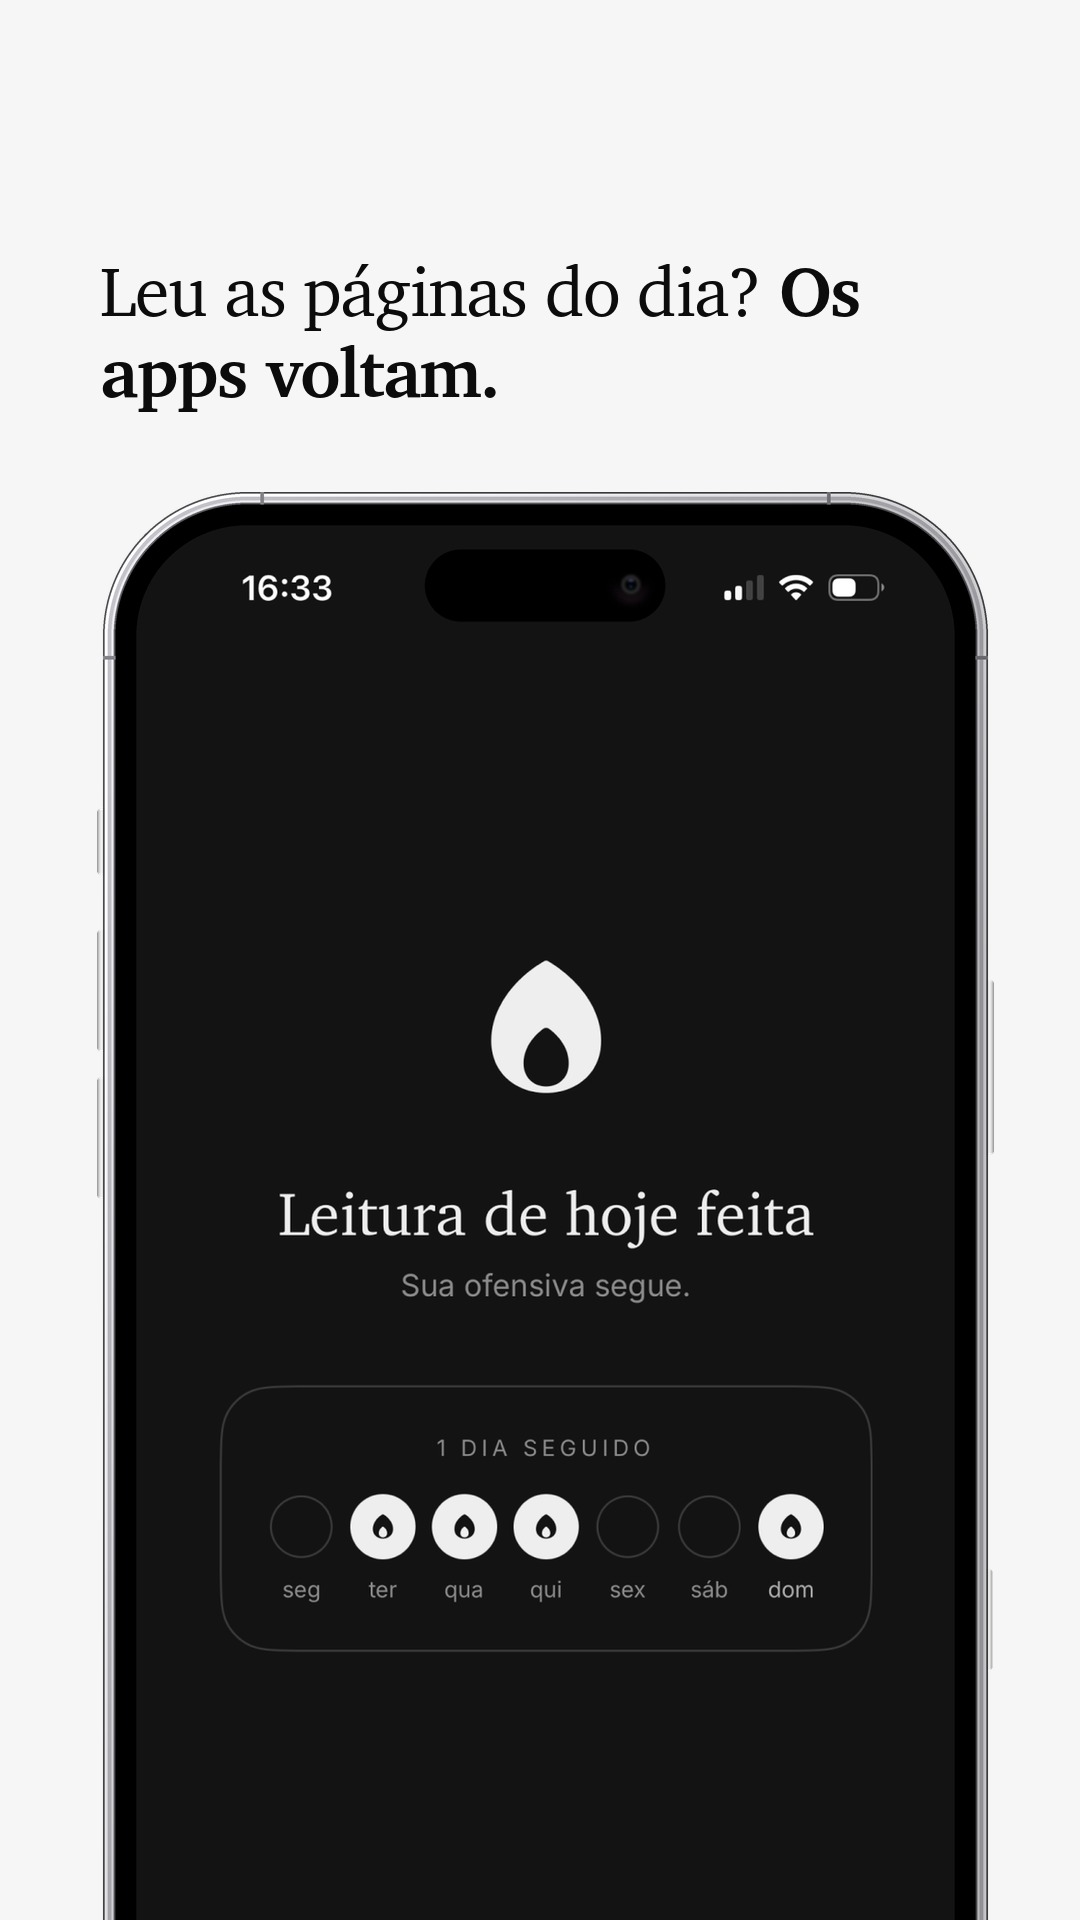 Leu as páginas do dia? Os
apps voltam.
16:33
Leitura de hoje feita
Sua ofensiva segue.
1 DIA SEGUIDO
seg ter qua qui sex sáb dom